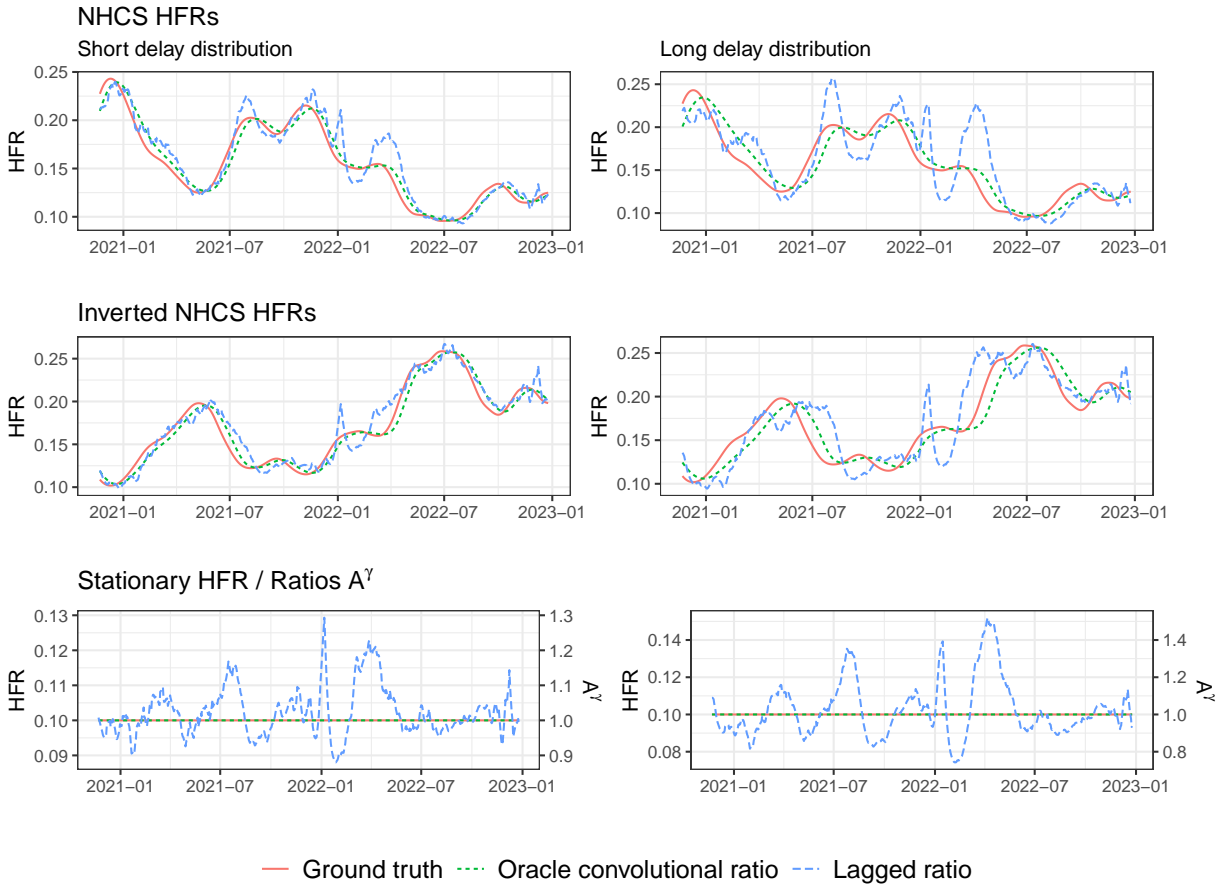 NHCS HFRs
Short delay distribution
Long delay distribution
HFR
0.25
0.20
0.15
0.10
2021−01 2021−07 2022−01 2022−07 2023−01
HFR
0.25
0.20
0.15
0.10
2021−01 2021−07 2022−01 2022−07 2023−01
Inverted NHCS HFRs
HFR
0.25
0.20
0.15
0.10
2021−01 2021−07 2022−01 2022−07 2023−01
HFR
0.25
0.20
0.15
0.10
2021−01 2021−07 2022−01 2022−07 2023−01
Stationary HFR / Ratios A^γ
HFR
0.13
0.12
0.11
0.10
0.09
1.3
1.2
1.1
1.0
0.9
A^γ
2021−01 2021−07 2022−01 2022−07 2023−01
HFR
0.14
0.12
0.10
0.08
1.4
1.2
1.0
0.8
A^γ
2021−01 2021−07 2022−01 2022−07 2023−01
Ground truth Oracle convolutional ratio Lagged ratio